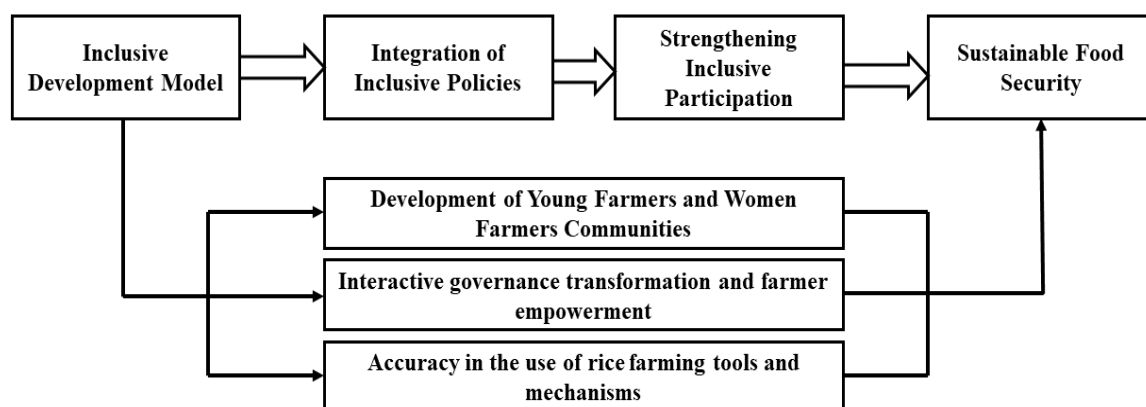 Inclusive
Development Model
Integration of
Inclusive Policies
Strengthening
Inclusive
Participation
Sustainable Food
Security
Development of Young Farmers and Women
Farmers Communities
Interactive governance transformation and farmer
empowerment
Accuracy in the use of rice farming tools and
mechanisms